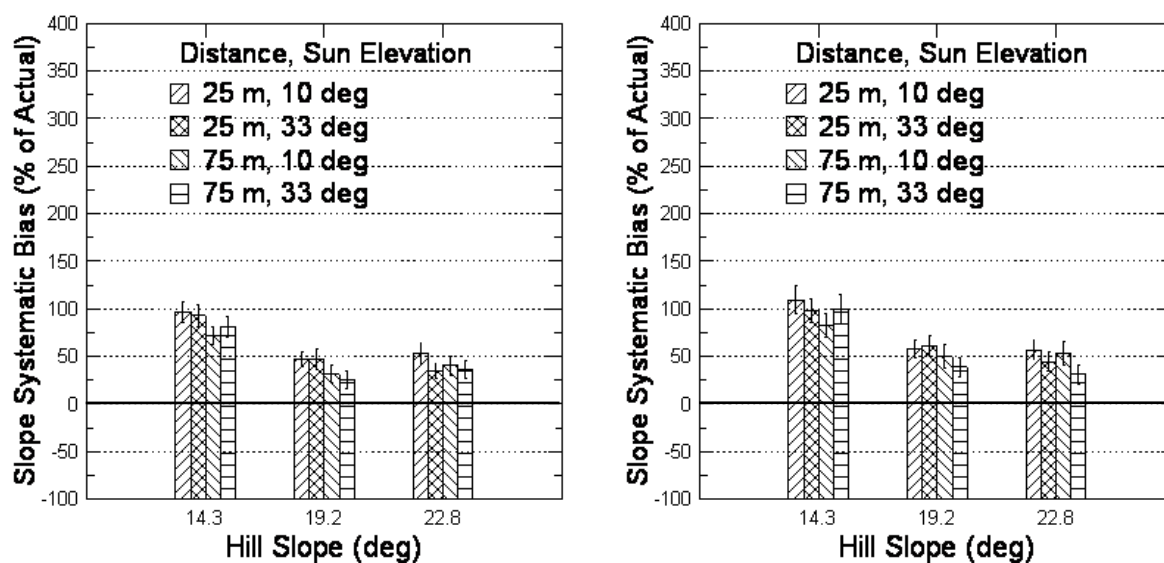 Slope Systematic Bias (% of Actual)
400
350
300
250
200
150
100
50
0
-50
-100
Distance, Sun Elevation
25 m, 10 deg
25 m, 33 deg
75 m, 10 deg
75 m, 33 deg
14.3 19.2 22.8
Hill Slope (deg)
Slope Systematic Bias (% of Actual)
400
350
300
250
200
150
100
50
0
-50
-100
Distance, Sun Elevation
25 m, 10 deg
25 m, 33 deg
75 m, 10 deg
75 m, 33 deg
14.3 19.2 22.8
Hill Slope (deg)